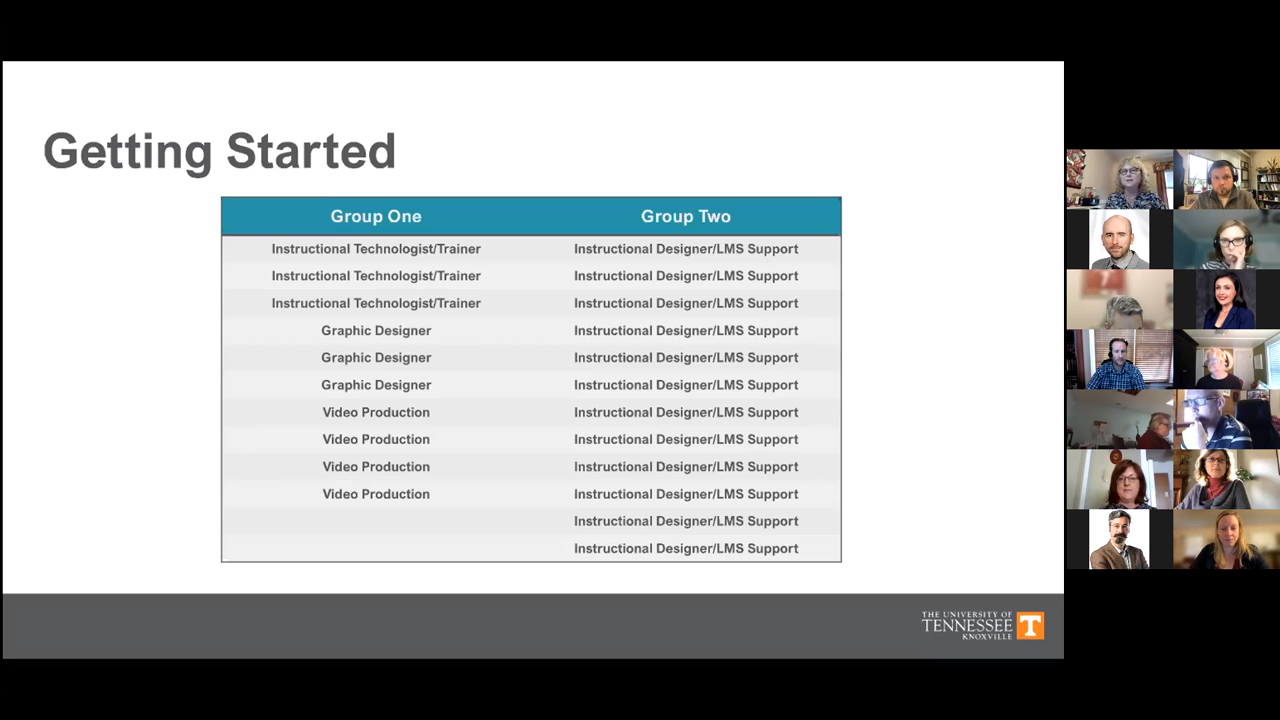 Getting Started
Group One Group Two
Instructional Technologist/Trainer Instructional Designer/LMS Support
Instructional Technologist/Trainer Instructional Designer/LMS Support
Instructional Technologist/Trainer Instructional Designer/LMS Support
Graphic Designer Instructional Designer/LMS Support
Graphic Designer Instructional Designer/LMS Support
Graphic Designer Instructional Designer/LMS Support
Video Production Instructional Designer/LMS Support
Video Production Instructional Designer/LMS Support
Video Production Instructional Designer/LMS Support
Video Production Instructional Designer/LMS Support
Instructional Designer/LMS Support
Instructional Designer/LMS Support
THE UNIVERSITY OF
TENNESSEE T
KNOXVILLE